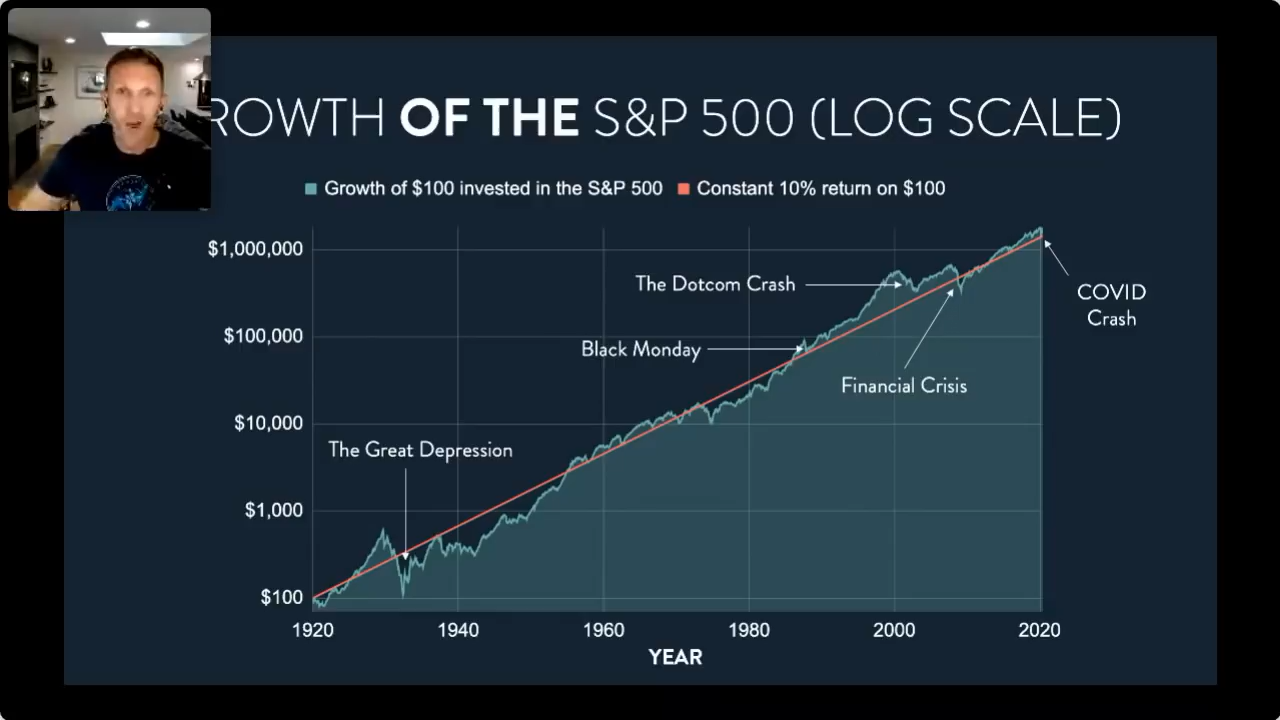 ROWTH OF THE S&P 500 (LOG SCALE)
Growth of $100 invested in the S&P 500
Constant 10% return on $100
$1,000,000
$100,000
$10,000
$1,000
$100
The Dotcom Crash
COVID
Crash
Black Monday
Financial Crisis
The Great Depression
1920
1940
1960
1980
2000
2020
YEAR